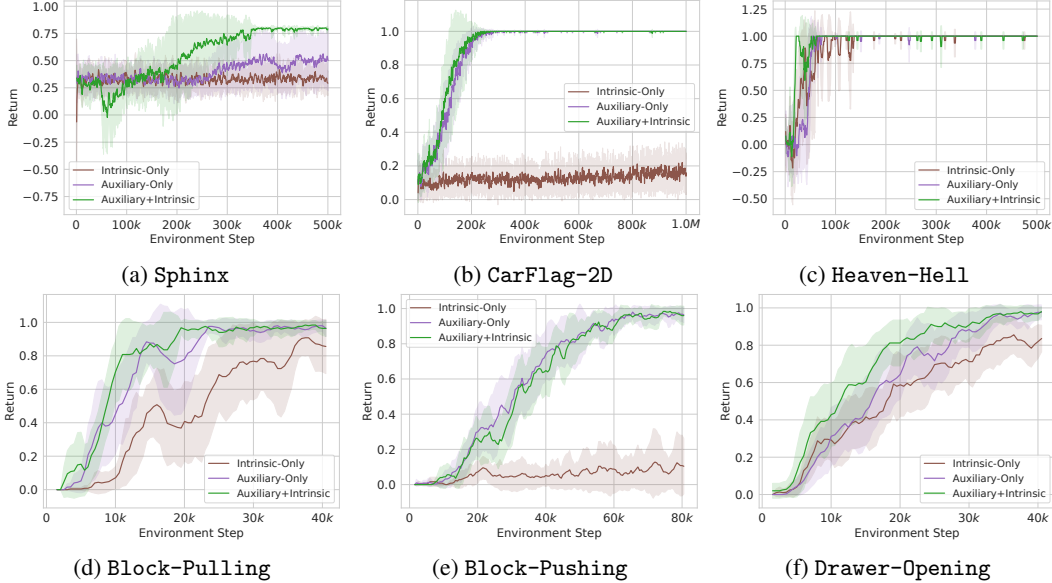 1.00
0.75
0.50
0.25
0.00
−0.25
−0.50
−0.75
Return
0 100k 200k 300k 400k 500k
Environment Step
Intrinsic-Only
Auxiliary-Only
Auxiliary+Intrinsic
(a) Sphinx
1.0
0.8
0.6
0.4
0.2
0.0
Return
0 200k 400k 600k 800k 1.0M
Environment Step
Intrinsic-Only
Auxiliary-Only
Auxiliary+Intrinsic
(b) CarFlag-2D
1.25
1.00
0.75
0.50
0.25
0.00
−0.25
−0.50
Return
0 100k 200k 300k 400k 500k
Environment Step
Intrinsic-Only
Auxiliary-Only
Auxiliary+Intrinsic
(c) Heaven-Hell
1.0
0.8
0.6
0.4
0.2
0.0
Return
0 10k 20k 30k 40k
Environment Step
Intrinsic-Only
Auxiliary-Only
Auxiliary+Intrinsic
(d) Block-Pulling
1.0
0.8
0.6
0.4
0.2
0.0
Return
0 20k 40k 60k 80k
Environment Step
Intrinsic-Only
Auxiliary-Only
Auxiliary+Intrinsic
(e) Block-Pushing
1.0
0.8
0.6
0.4
0.2
0.0
Return
0 10k 20k 30k 40k
Environment Step
Intrinsic-Only
Auxiliary-Only
Auxiliary+Intrinsic
(f) Drawer-Opening